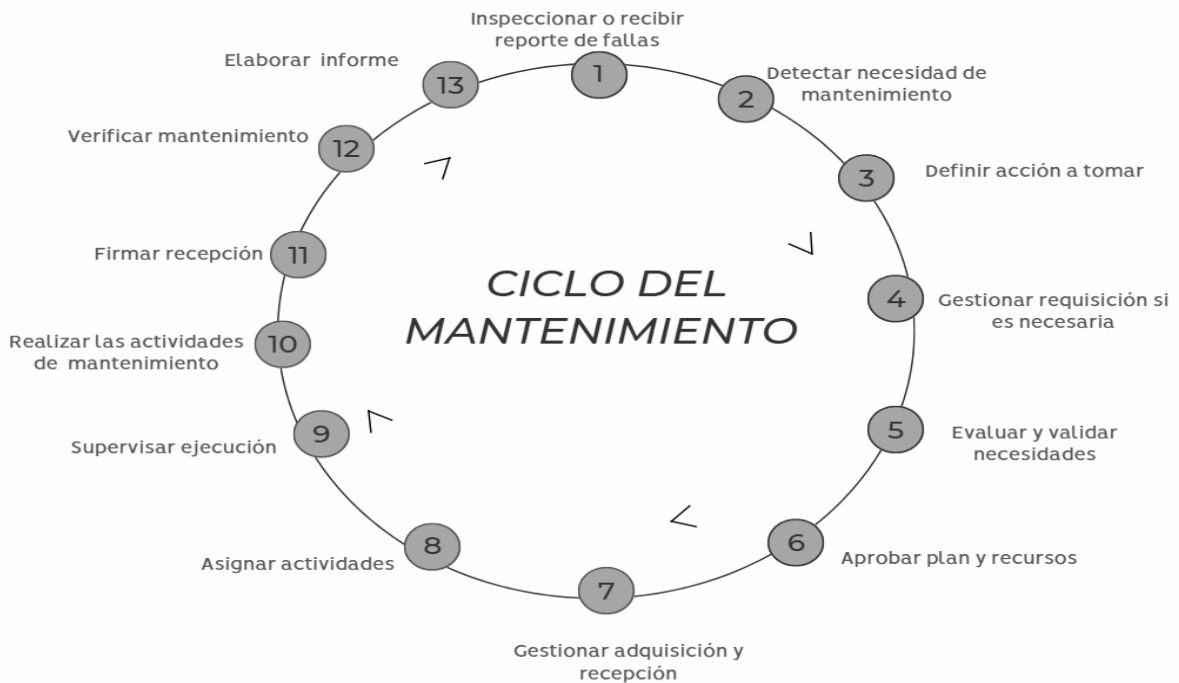 Inspeccionar o recibir
reporte de fallas
1
Detectar necesidad de
mantenimiento
2
Definir acción a tomar
3
Gestionar requisición si
es necesaria
4
Evaluar y validar
necesidades
5
Aprobar plan y recursos
6
Gestionar adquisición y
recepción
7
Asignar actividades
8
Supervisar ejecución
9
Realizar las actividades
de mantenimiento
10
Firmar recepción
11
Verificar mantenimiento
12
Elaborar informe
13
CICLO DEL
MANTENIMIENTO